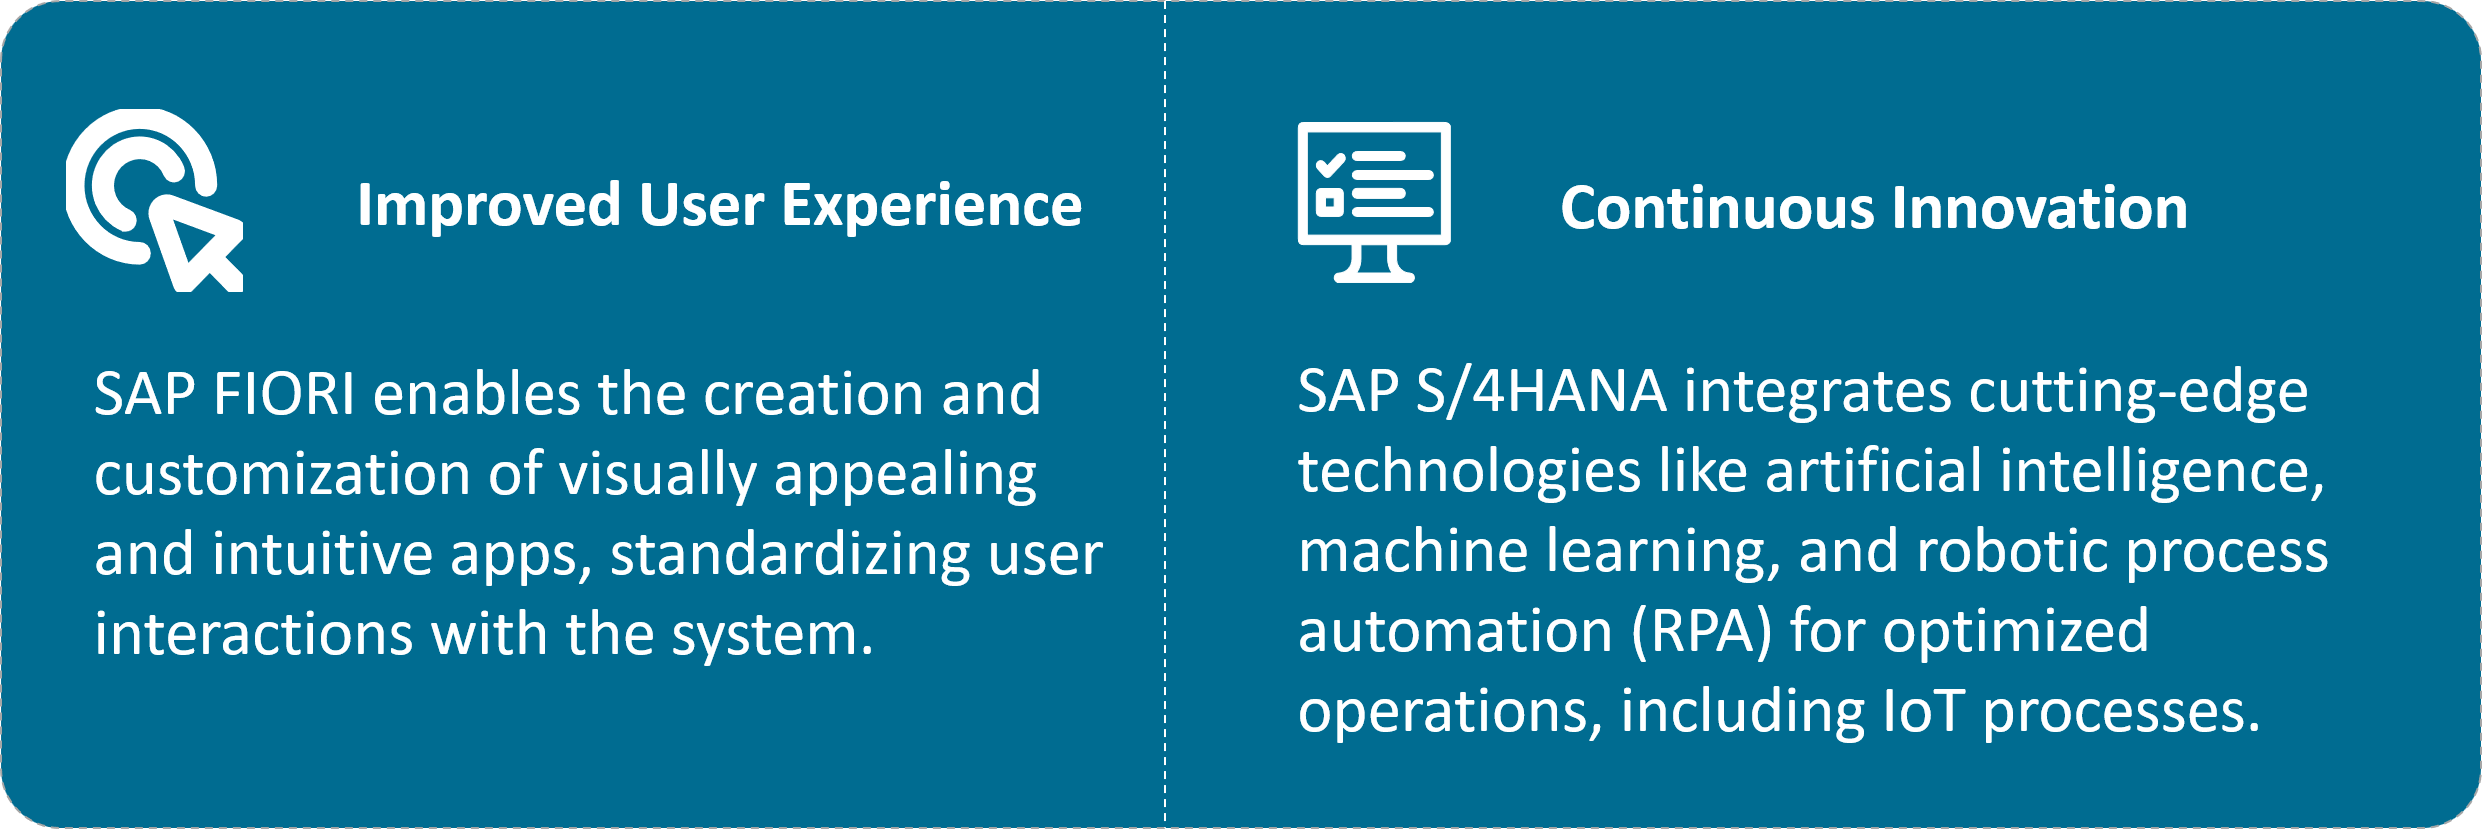 Improved User Experience
SAP FIORI enables the creation and
customization of visually appealing
and intuitive apps, standardizing user
interactions with the system.
Continuous Innovation
SAP S/4HANA integrates cutting-edge
technologies like artificial intelligence,
machine learning, and robotic process
automation (RPA) for optimized
operations, including IoT processes.